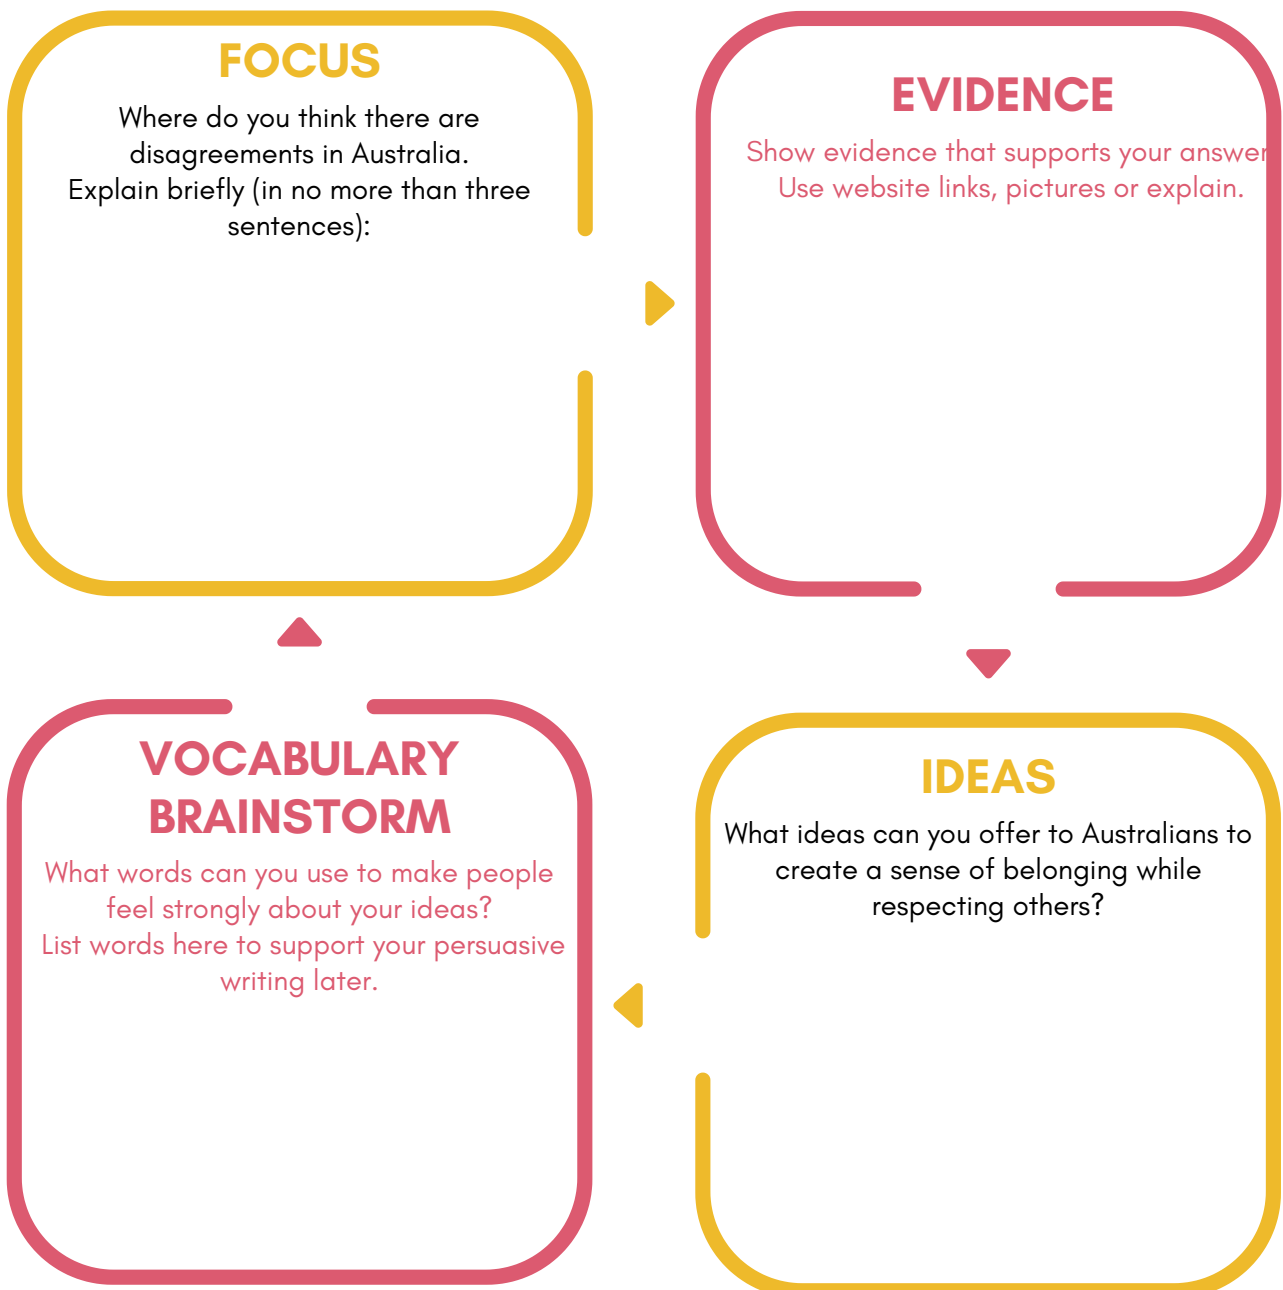 FOCUS
Where do you think there are
disagreements in Australia.
Explain briefly (in no more than three
sentences):
EVIDENCE
Show evidence that supports your answer
Use website links, pictures or explain.
IDEAS
What ideas can you offer to Australians to
create a sense of belonging while
respecting others?
VOCABULARY
BRAINSTORM
What words can you use to make people
feel strongly about your ideas?
List words here to support your persuasive
writing later.